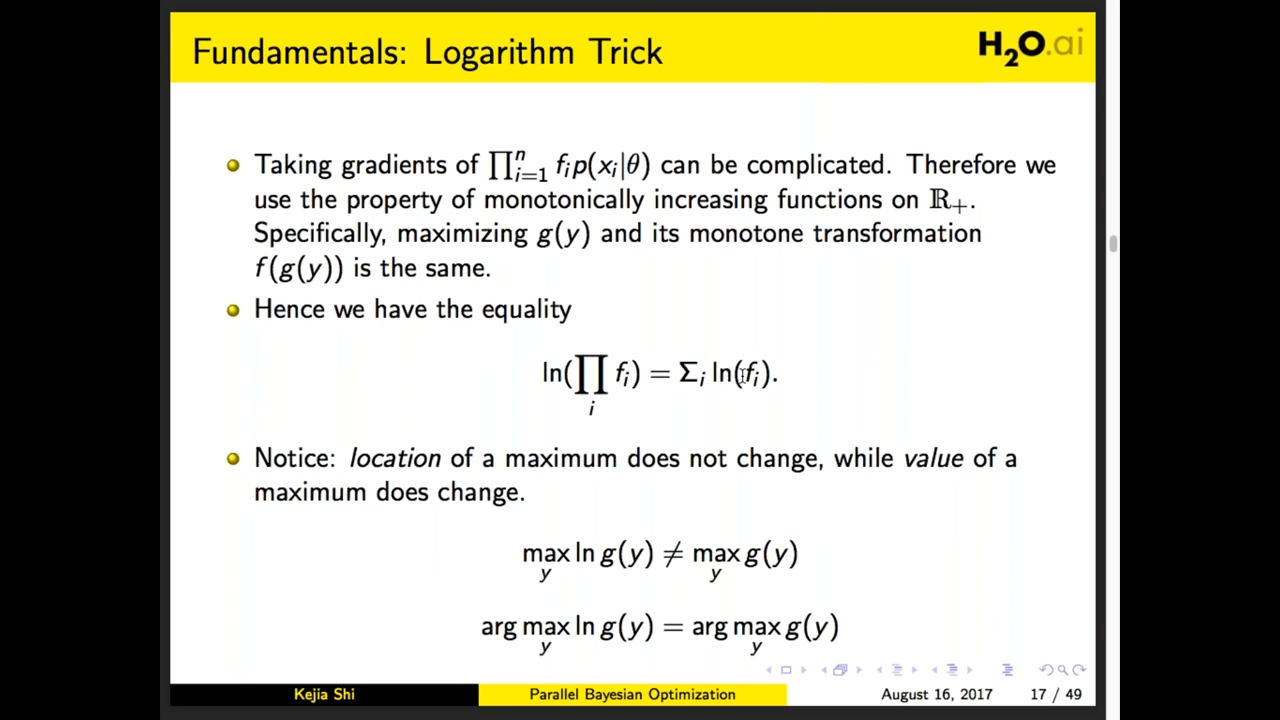 Fundamentals: Logarithm Trick
H₂O.ai
Taking gradients of ∏ⁿᵢ₌₁ fᵢp(xᵢ|θ) can be complicated. Therefore we
use the property of monotonically increasing functions on ℝ₊.
Specifically, maximizing g(y) and its monotone transformation
f(g(y)) is the same.
Hence we have the equality
ln(∏ᵢ fᵢ) = Σᵢ ln(fᵢ).
Notice: location of a maximum does not change, while value of a
maximum does change.
max_y ln g(y) ≠ max_y g(y)
arg max_y ln g(y) = arg max_y g(y)
Kejia Shi Parallel Bayesian Optimization August 16, 2017 17 / 49